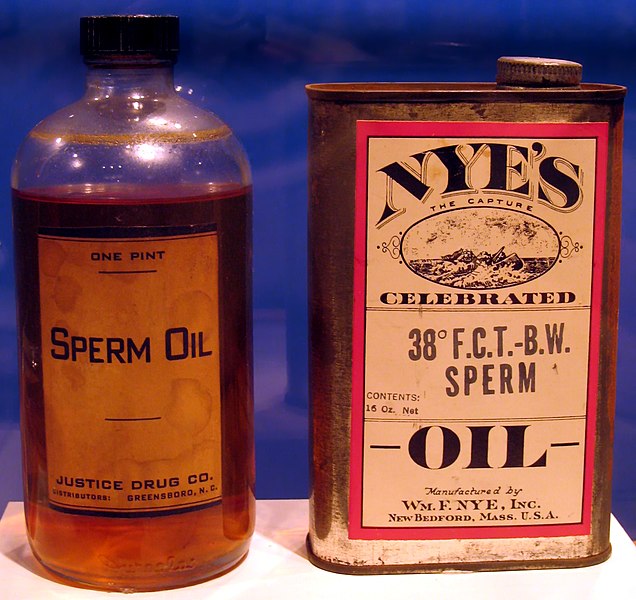 ONE PINT
SPERM OIL
JUSTICE DRUG CO.
DISTRIBUTORS: GREENSBORO, N. C.
NYE'S
THE CAPTURE
CELEBRATED
38° F.C.T.-B.W.
SPERM
CONTENTS:
16 Oz. Net
-OIL-
Manufactured by
WM. F. NYE, INC.
NEW BEDFORD, MASS. U.S.A.